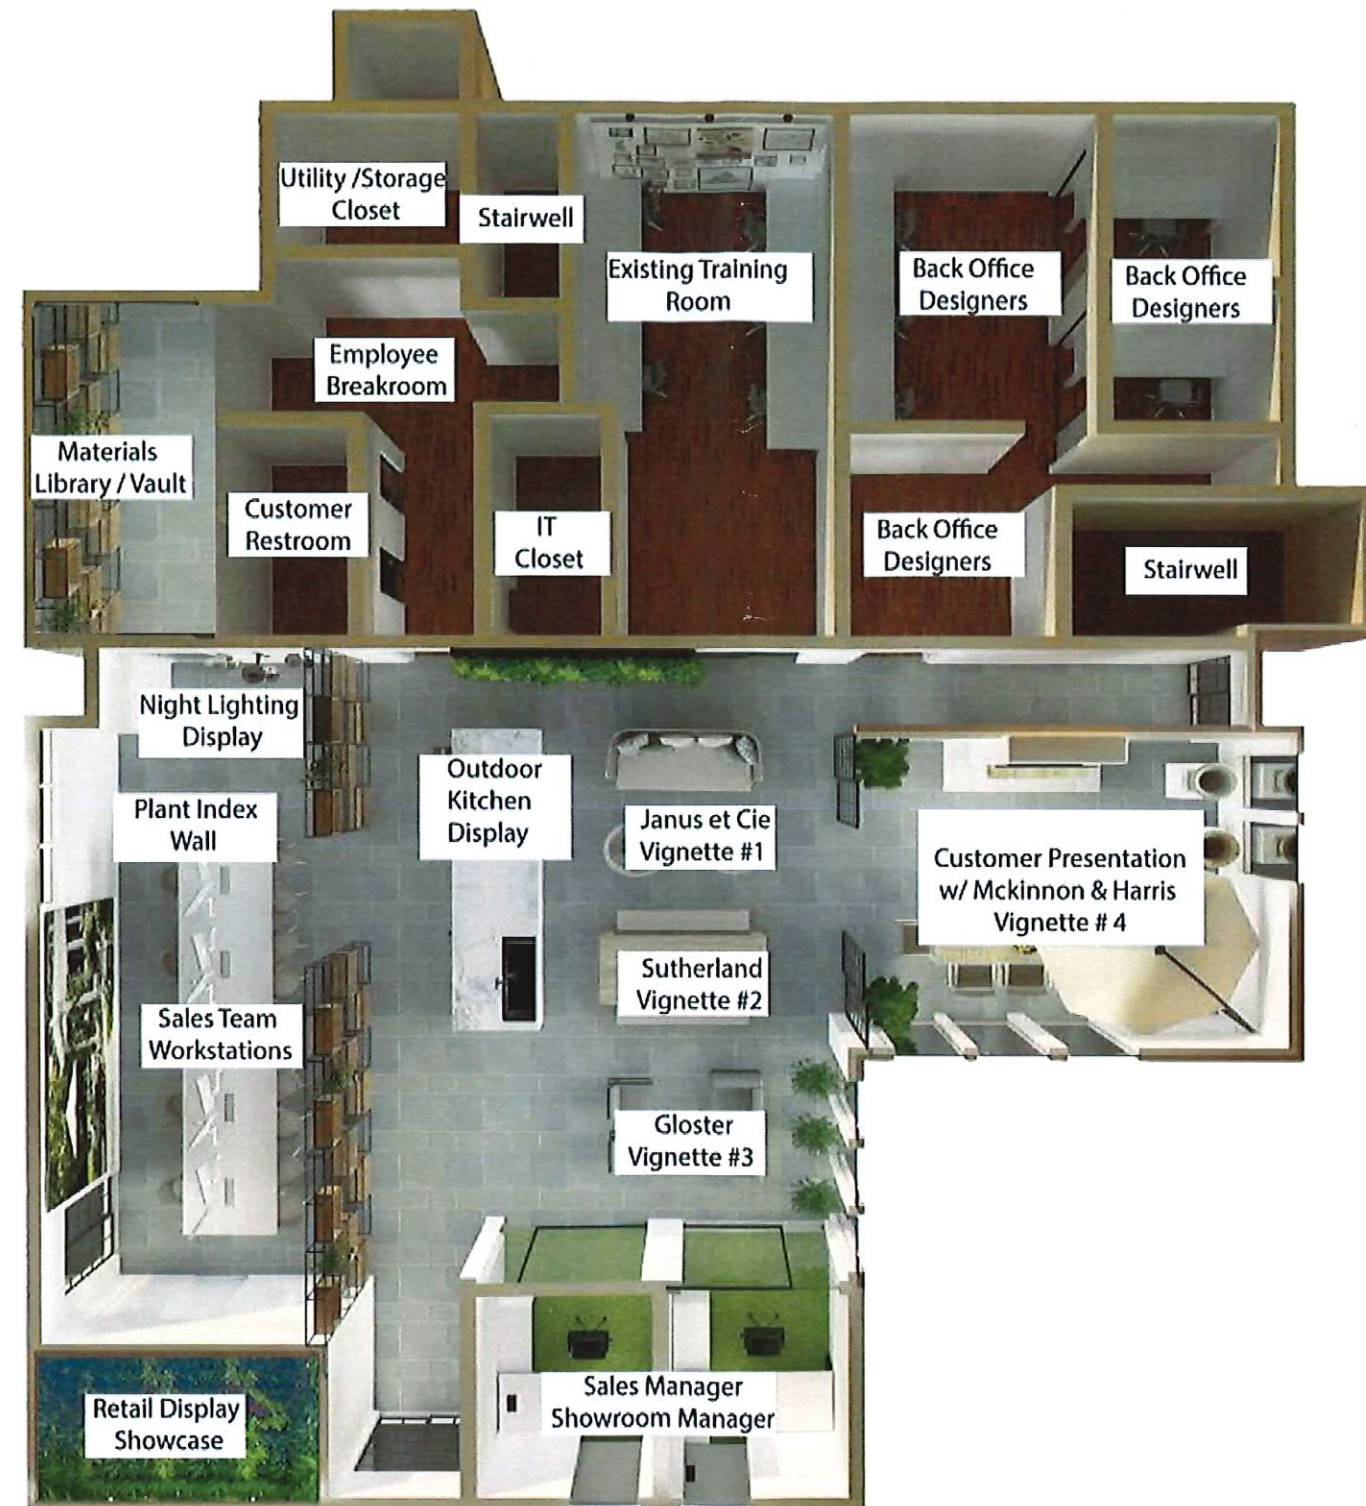 Utility /Storage
Closet
Stairwell
Existing Training
Room
Back Office
Designers
Back Office
Designers
Employee
Breakroom
Materials
Library / Vault
Customer
Restroom
IT
Closet
Back Office
Designers
Stairwell
Night Lighting
Display
Outdoor
Kitchen
Display
Plant Index
Wall
Janus et Cie
Vignette #1
Customer Presentation
w/ Mckinnon & Harris
Vignette # 4
Sutherland
Vignette #2
Sales Team
Workstations
Gloster
Vignette #3
Sales Manager
Showroom Manager
Retail Display
Showcase